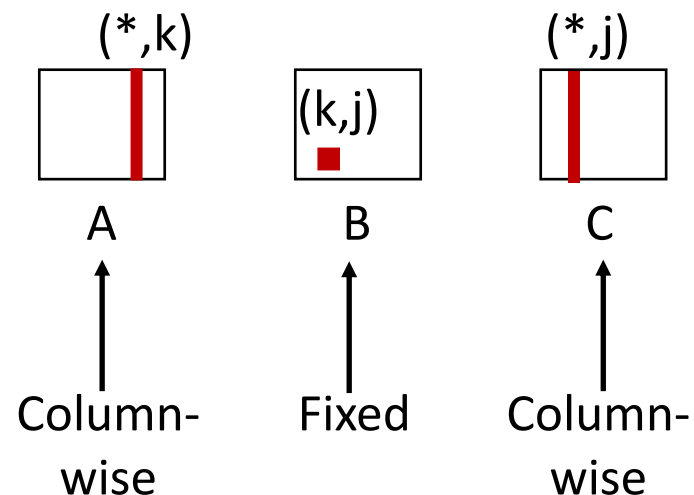 (*,k)
(*,j)
(k,j)
A
B
C
Column-
wise
Fixed
Column-
wise